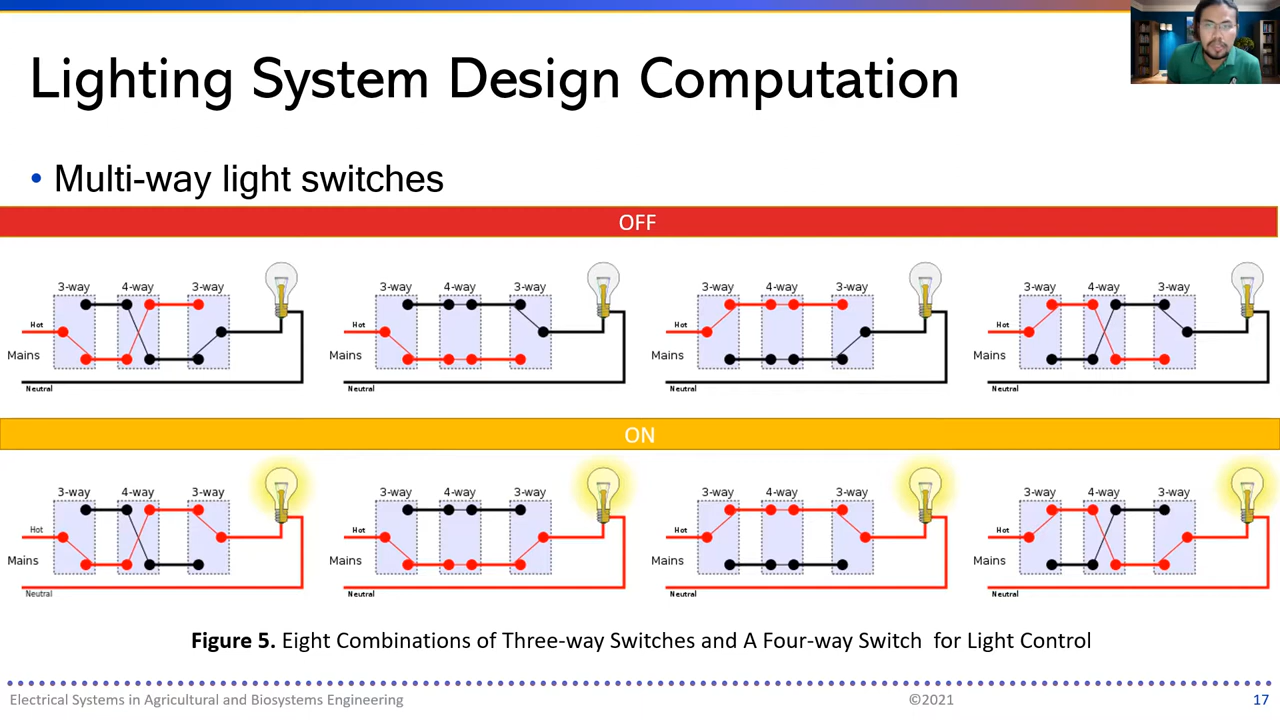 Lighting System Design Computation
• Multi-way light switches
OFF
3-way 4-way 3-way
Hot
Mains
Neutral
3-way 4-way 3-way
Hot
Mains
Neutral
3-way 4-way 3-way
Hot
Mains
Neutral
3-way 4-way 3-way
Hot
Mains
Neutral
ON
3-way 4-way 3-way
Hot
Mains
Neutral
3-way 4-way 3-way
Hot
Mains
Neutral
3-way 4-way 3-way
Hot
Mains
Neutral
3-way 4-way 3-way
Hot
Mains
Neutral
Figure 5. Eight Combinations of Three-way Switches and A Four-way Switch for Light Control
Electrical Systems in Agricultural and Biosystems Engineering ©2021 17